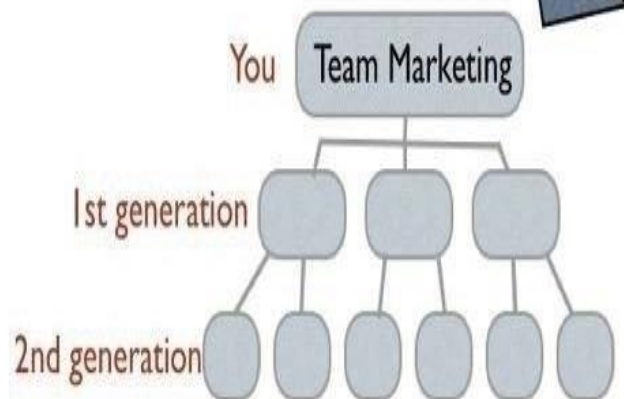 You Team Marketing
1st generation
2nd generation